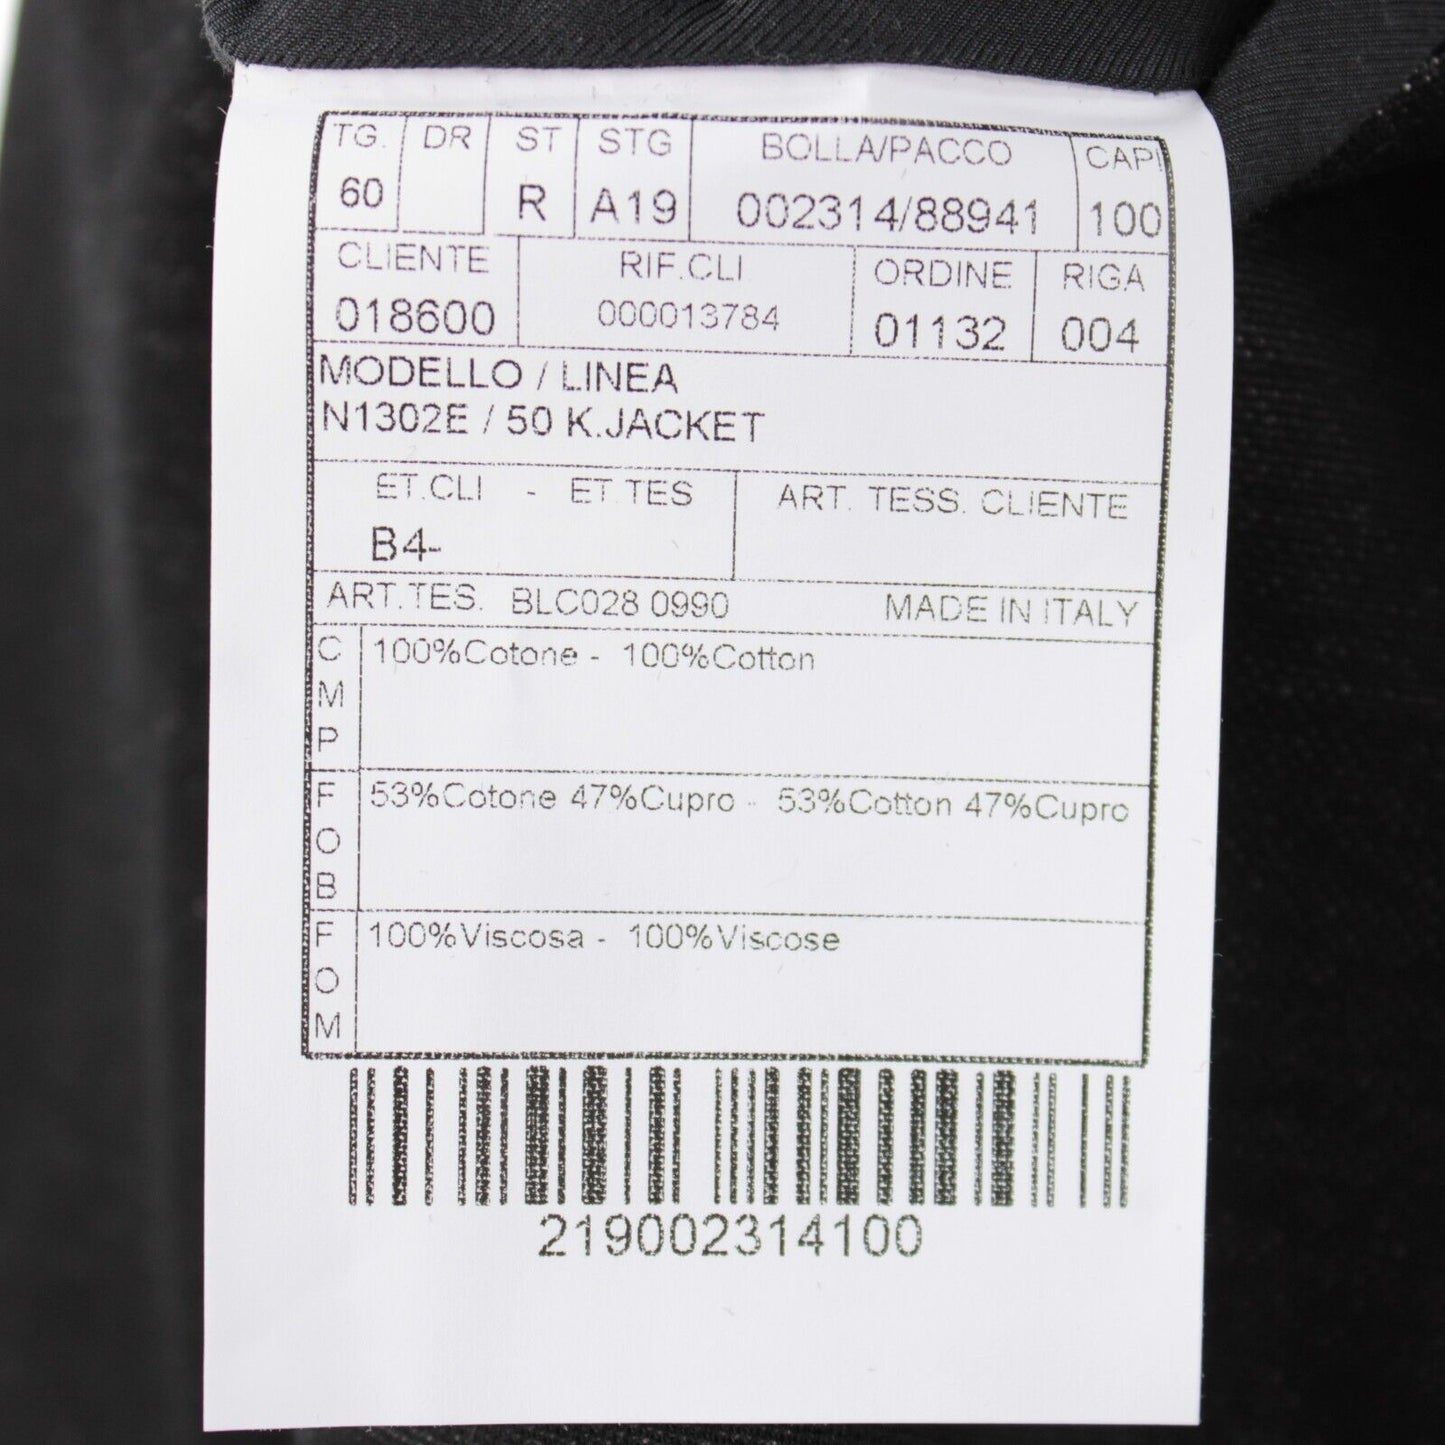 TG. DR ST STG BOLLA/PACCO CAPI
60 R A19 002314/88941 100
CLIENTE RIF.CLI. ORDINE RIGA
018600 000013784 01132 004
MODELLO / LINEA
N1302E / 50 K.JACKET
ET.CLI - ET.TES ART. TESS. CLIENTE
B4-
ART.TES. BLC028 0990 MADE IN ITALY
CMP 100%Cotone - 100%Cotton
FOB 53%Cotone 47%Cupro - 53%Cotton 47%Cupro
FOM 100%Viscosa - 100%Viscose
219002314100